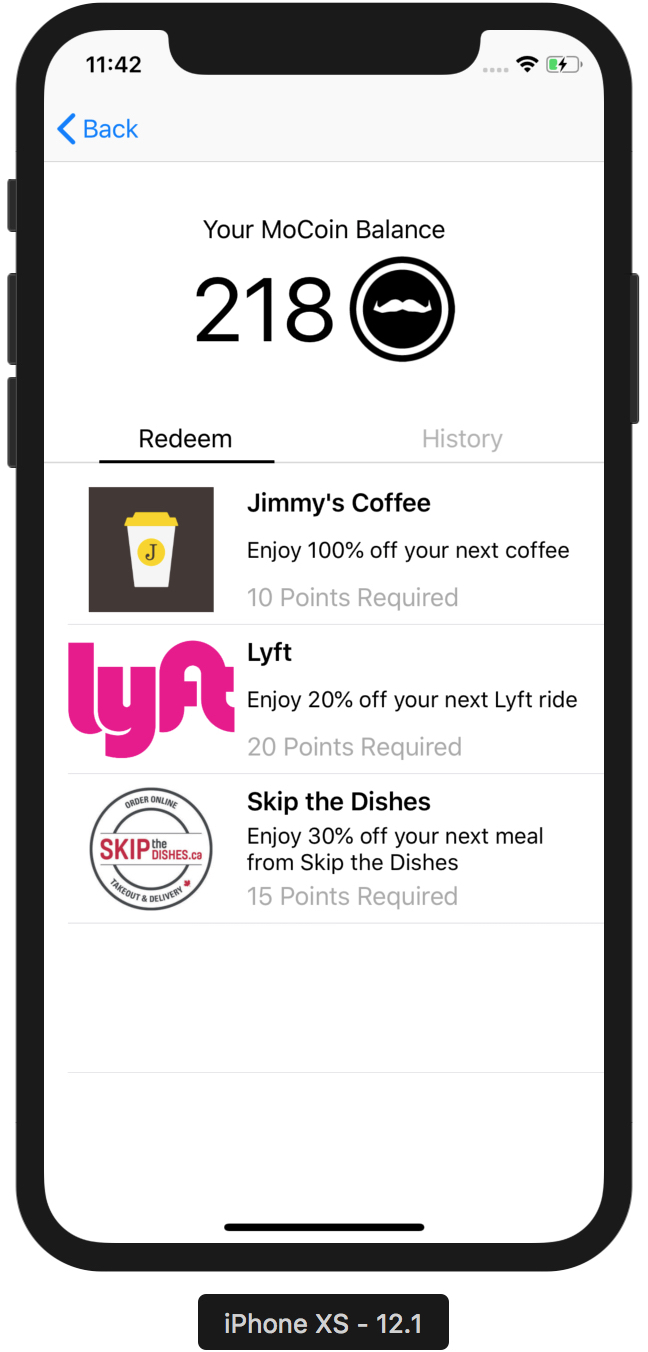 11:42
Back
Your MoCoin Balance
218
Redeem
History
J
Jimmy's Coffee
Enjoy 100% off your next coffee
10 Points Required
lyft
Lyft
Enjoy 20% off your next Lyft ride
20 Points Required
ORDER ONLINE
SKIP the DISHES.ca
TAKEOUT & DELIVERY
Skip the Dishes
Enjoy 30% off your next meal
from Skip the Dishes
15 Points Required
iPhone XS - 12.1